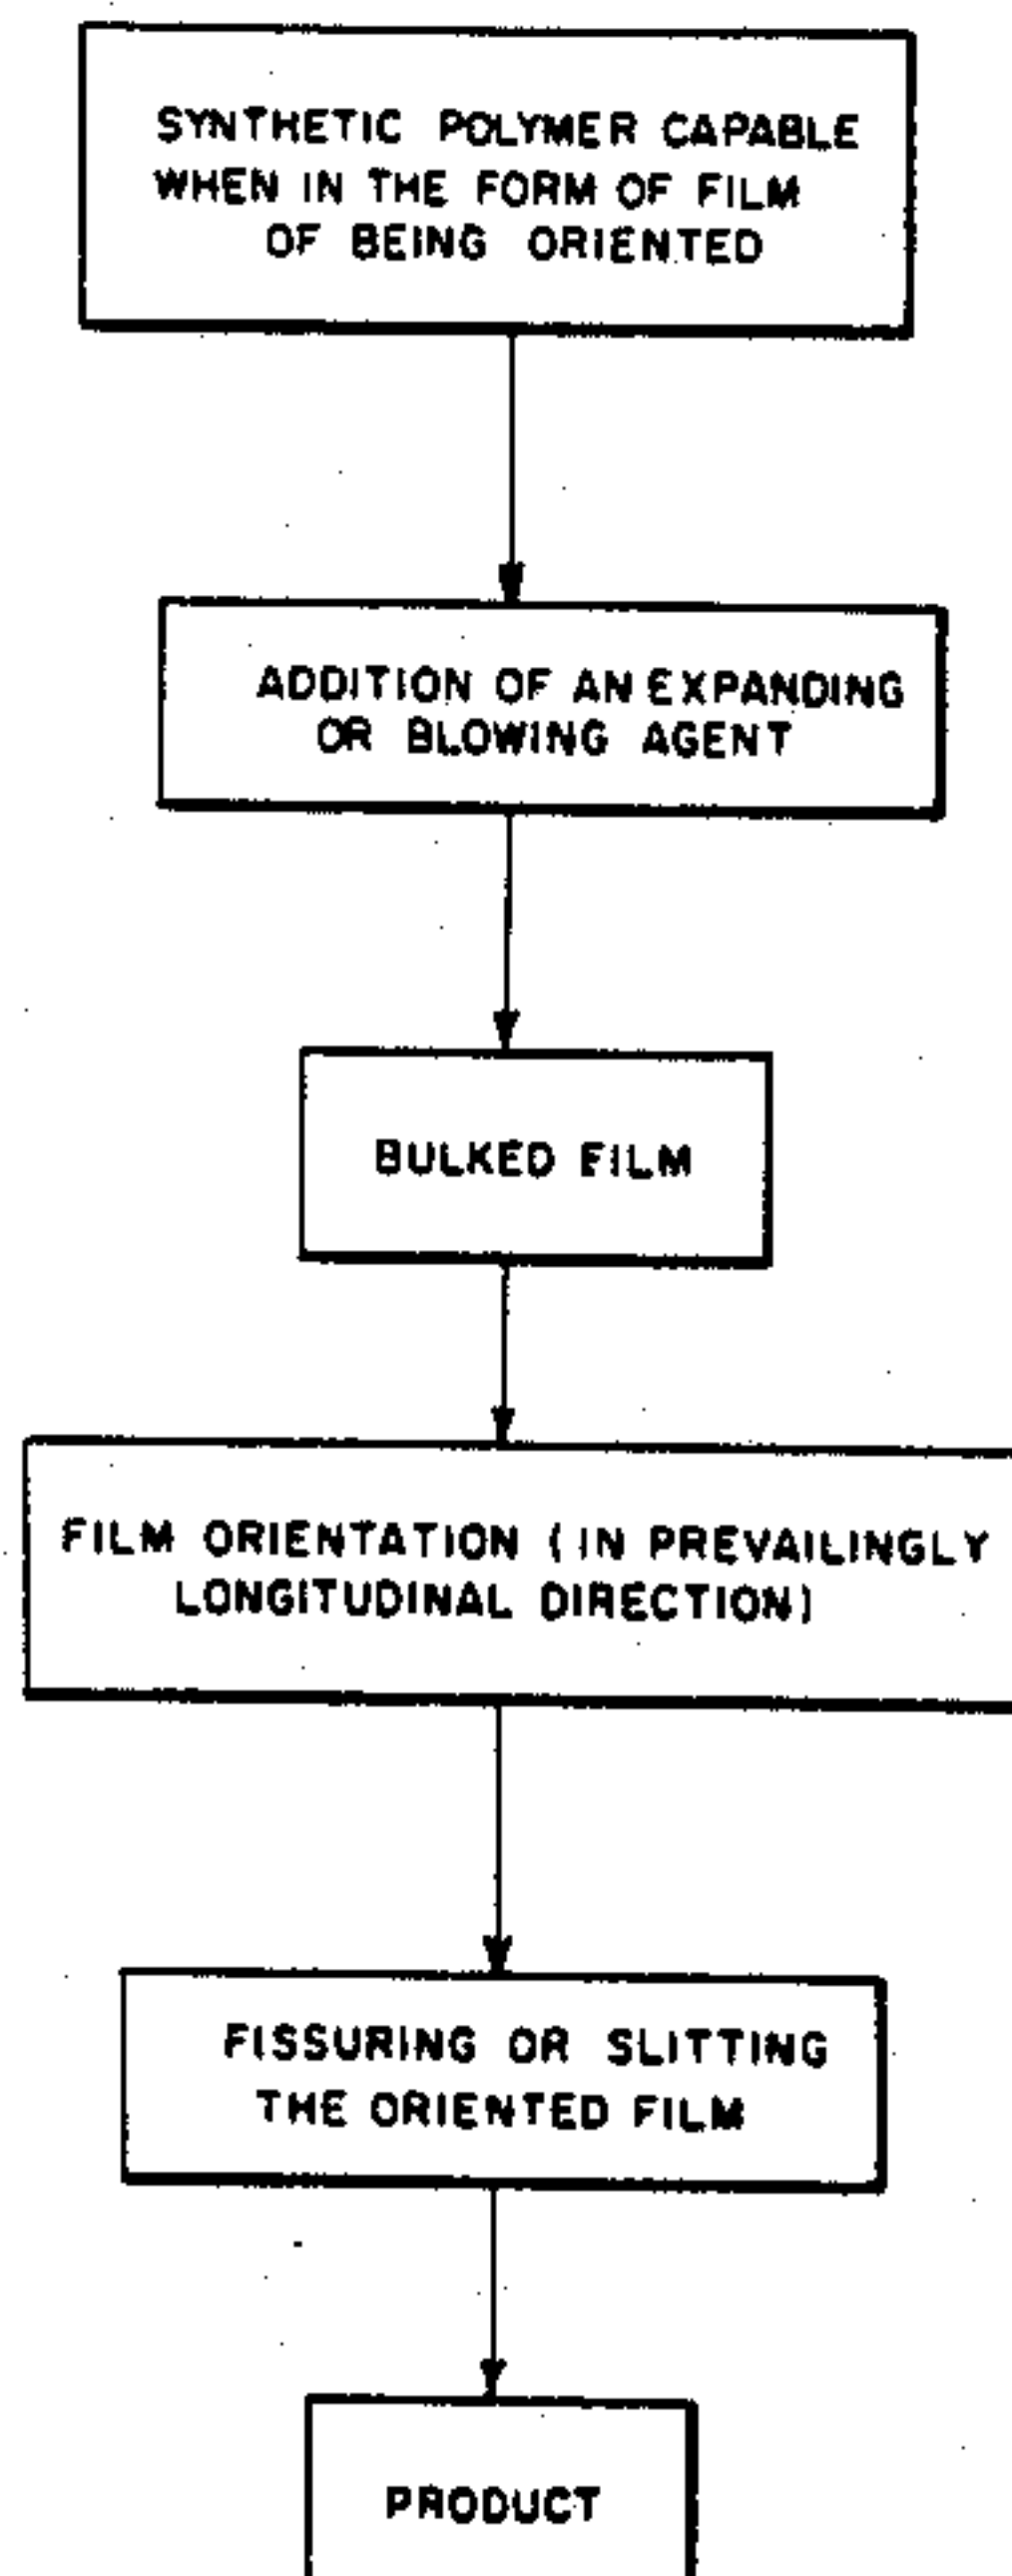 SYNTHETIC POLYMER CAPABLE
WHEN IN THE FORM OF FILM
OF BEING ORIENTED
ADDITION OF AN EXPANDING
OR BLOWING AGENT
BULKED FILM
FILM ORIENTATION (IN PREVAILINGLY
LONGITUDINAL DIRECTION)
FISSURING OR SLITTING
THE ORIENTED FILM
PRODUCT